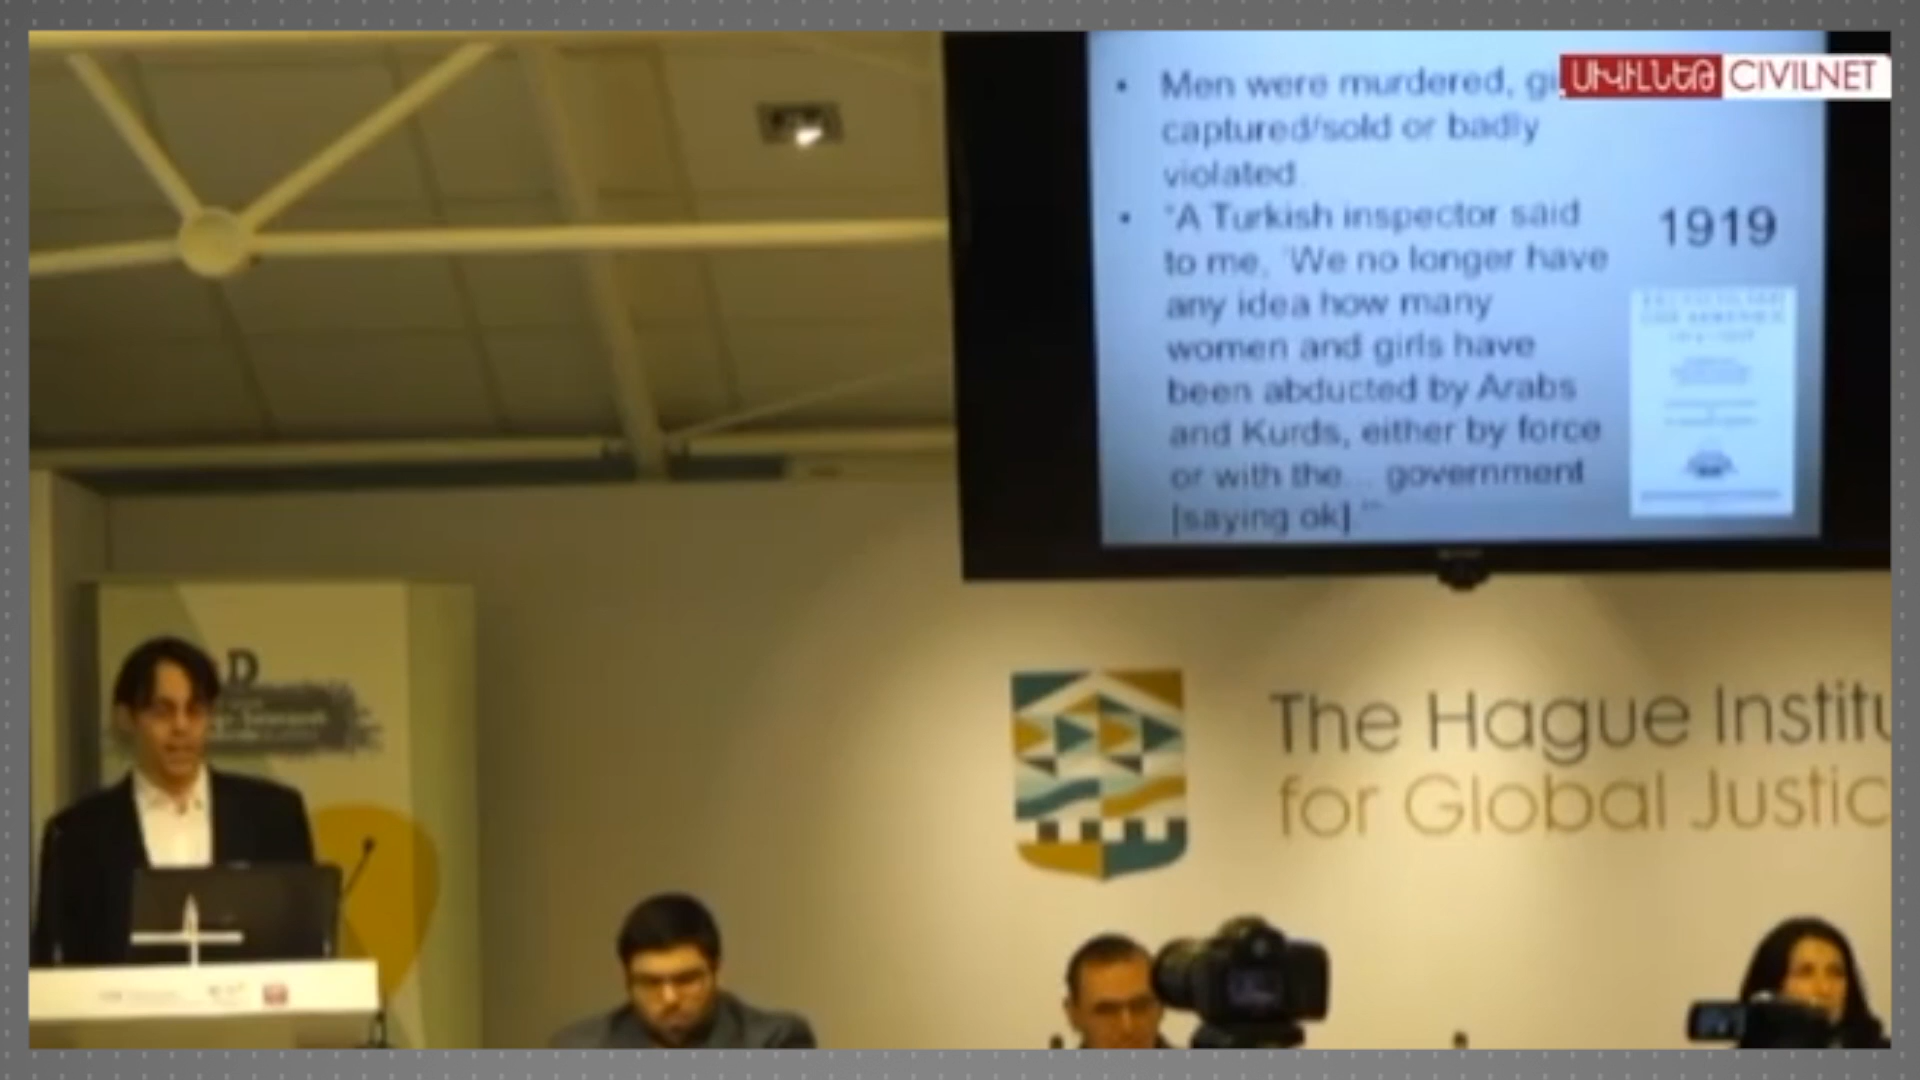 Men were murdered, gi
captured/sold or badly
violated.
"A Turkish inspector said
to me, 'We no longer have
any idea how many
women and girls have
been abducted by Arabs
and Kurds, either by force
or with the... government
[saying ok].'"
1919
ՍԻՎԻԼՆԵԹ CIVILNET
D
The Hague Institu
for Global Justic